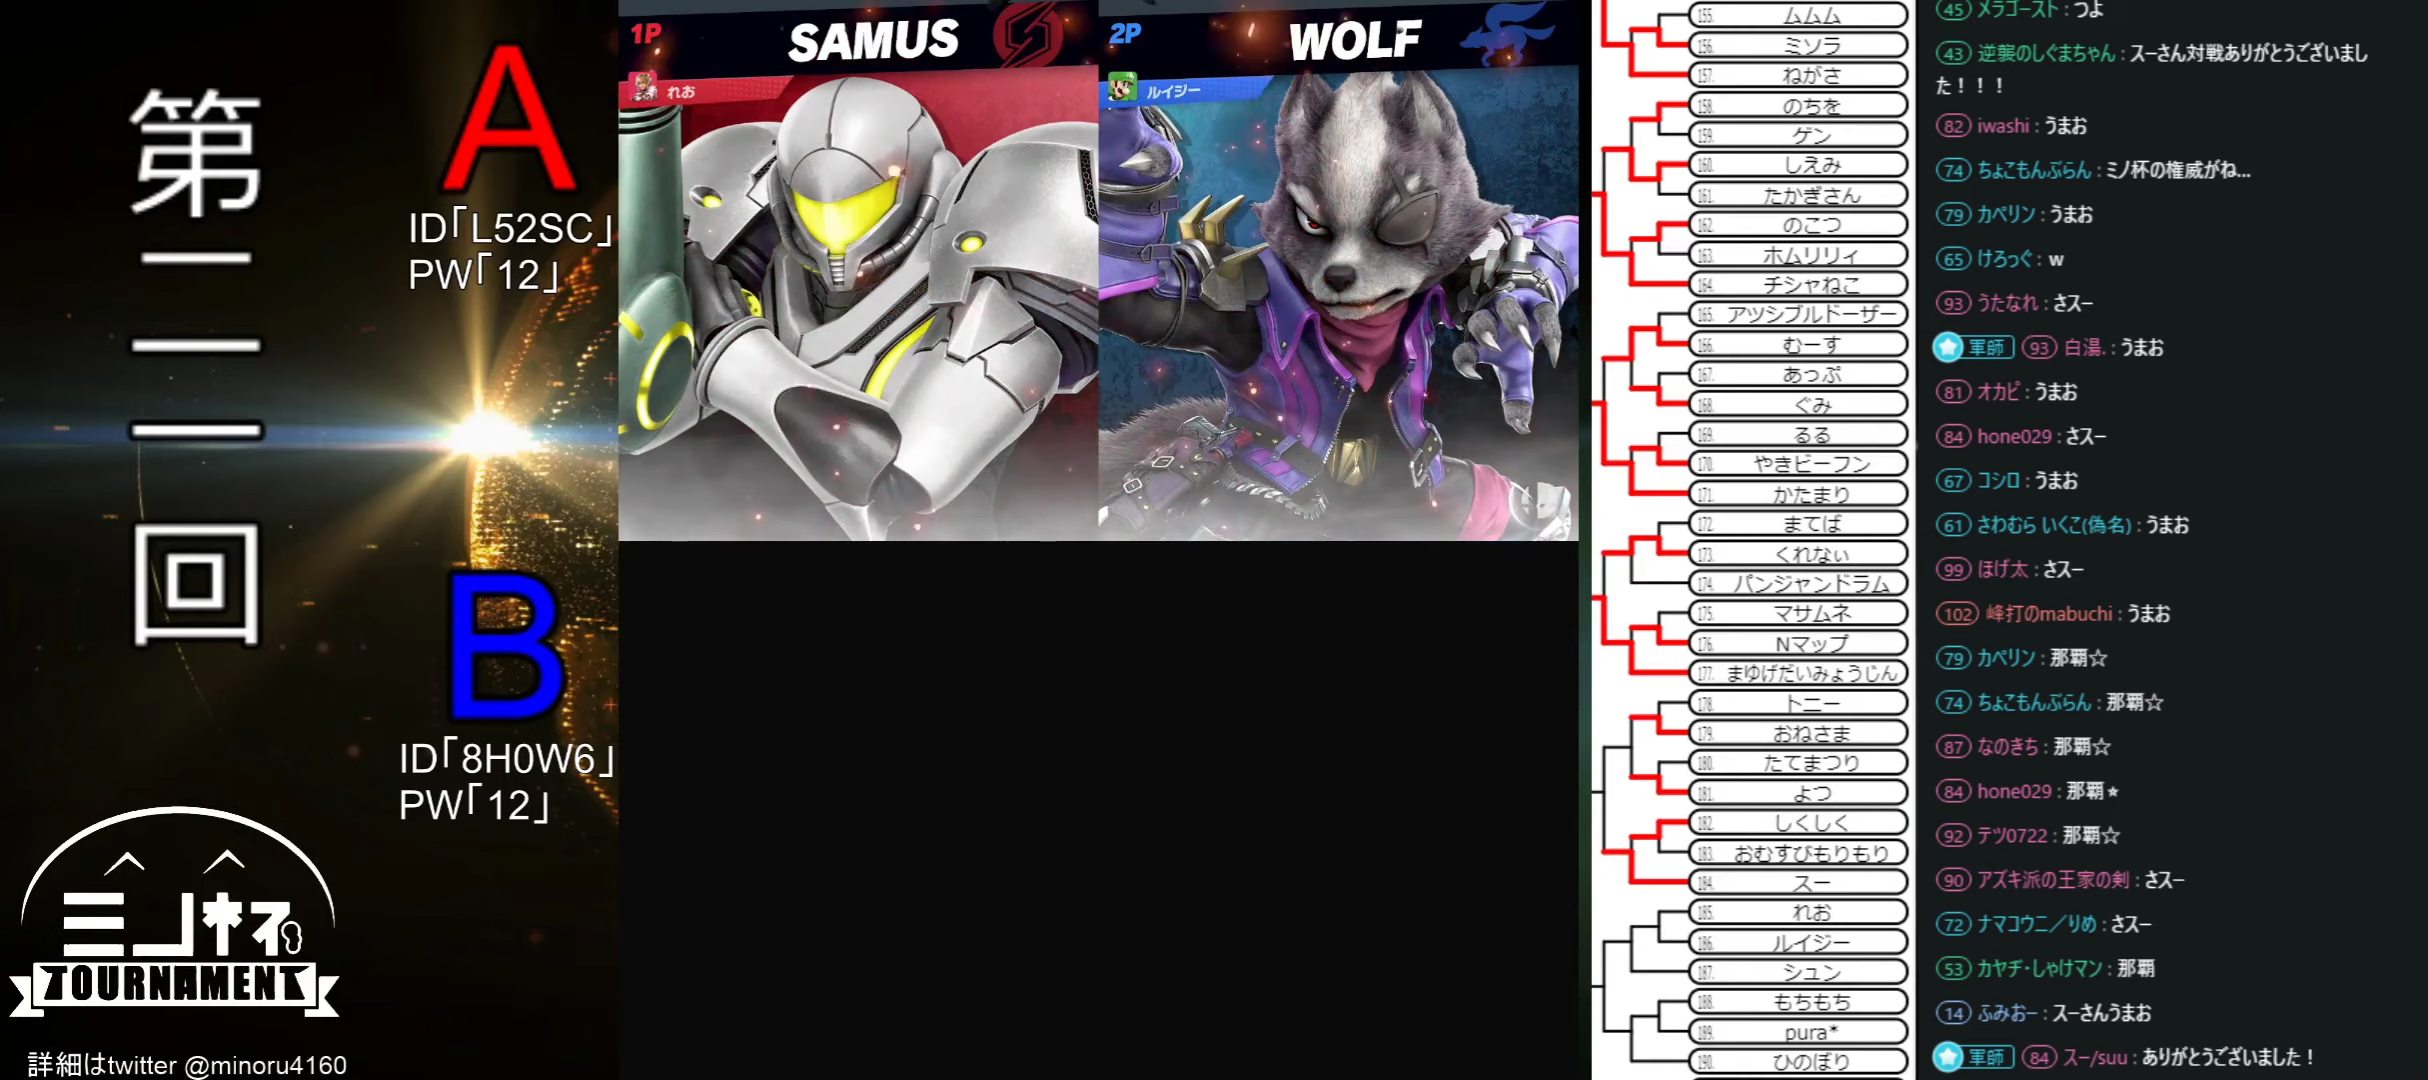 第
二
二
回
A
ID「L52SC」
PW「12」
B
ID「8H0W6」
PW「12」
ミノ杯
TOURNAMENT
詳細はtwitter @minoru4160
1P
SAMUS
れお
2P
WOLF
ルイジー
155. ムムム
156. ミソラ
157. ねがさ
158. のちを
159. ゲン
160. しえみ
161. たかぎさん
162. のこつ
163. ホムリリィ
164. チシャねこ
165. アツシブルドーザー
166. むーす
167. あっぷ
168. ぐみ
169. るる
170. やきビーフン
171. かたまり
172. まてば
173. くれなぃ
174. パンジャンドラム
175. マサムネ
176. Nマップ
177. まゆげだいみょうじん
178. トニー
179. おねさま
180. たてまつり
181. よつ
182. しくしく
183. おむすびもりもり
184. スー
185. れお
186. ルイジー
187. シュン
188. もちもち
189. pura*
190. ひのぼり
45 メラゴースト : つよ
43 逆襲のしぐまちゃん : スーさん対戦ありがとうございまし
た！！！
82 iwashi : うまお
74 ちょこもんぶらん : ミノ杯の権威がね...
79 カペリン : うまお
65 けろっぐ : w
93 うたなれ : さスー
軍師 93 白湯. : うまお
81 オカピ : うまお
84 hone029 : さスー
67 コシロ : うまお
61 さわむら いくこ(偽名) : うまお
99 ほげ太 : さスー
102 峰打のmabuchi : うまお
79 カペリン : 那覇☆
74 ちょこもんぶらん : 那覇☆
87 なのきち : 那覇☆
84 hone029 : 那覇⋆
92 テツ0722 : 那覇☆
90 アズキ派の王家の剣 : さスー
72 ナマコウニ／りめ : さスー
53 カヤヂ・しゃけマン : 那覇
14 ふみおー : スーさんうまお
軍師 84 スー/suu : ありがとうございました！